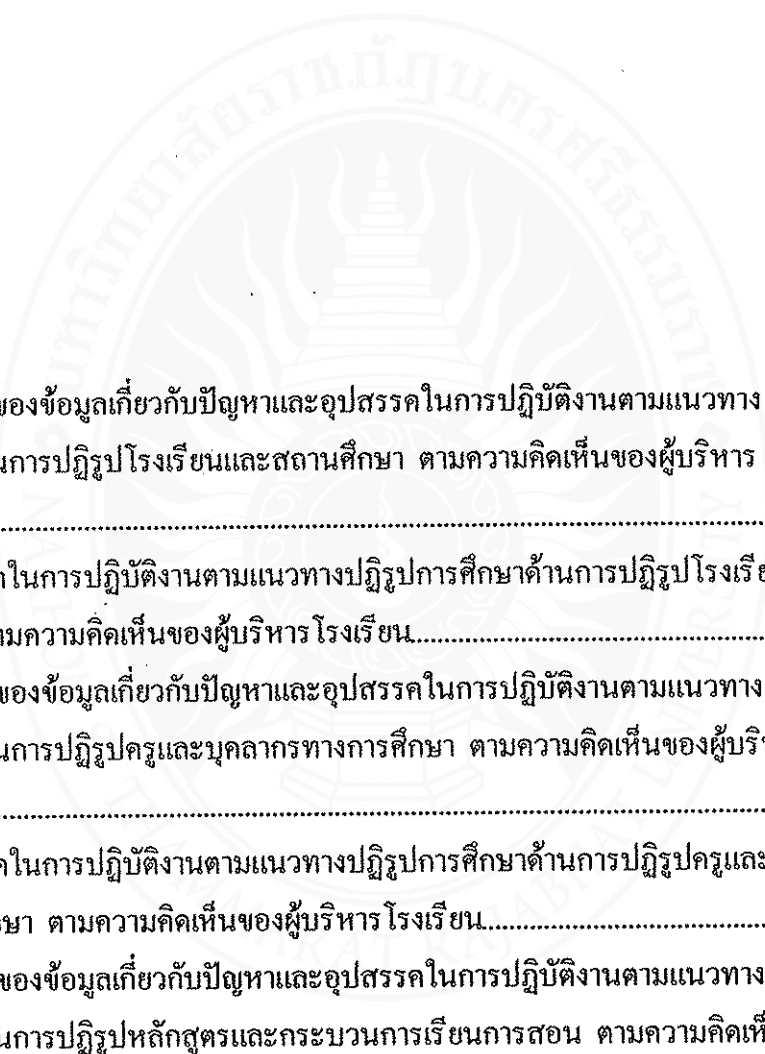 ของข้อมูลเกี่ยวกับปัญหาและอุปสรรคในการปฏิบัติงานตามแนวทาง
นการปฏิรูปโรงเรียนและสถานศึกษา ตามความคิดเห็นของผู้บริหาร
ในการปฏิบัติงานตามแนวทางปฏิรูปการศึกษาด้านการปฏิรูปโรงเรีย
ามความคิดเห็นของผู้บริหารโรงเรียน
ของข้อมูลเกี่ยวกับปัญหาและอุปสรรคในการปฏิบัติงานตามแนวทาง
นการปฏิรูปครูและบุคลากรทางการศึกษา ตามความคิดเห็นของผู้บริห
ในการปฏิบัติงานตามแนวทางปฏิรูปการศึกษาด้านการปฏิรูปครูและ
ษา ตามความคิดเห็นของผู้บริหารโรงเรียน
ของข้อมูลเกี่ยวกับปัญหาและอุปสรรคในการปฏิบัติงานตามแนวทาง
นการปฏิรูปหลักสูตรและกระบวนการเรียนการสอน ตามความคิดเห็